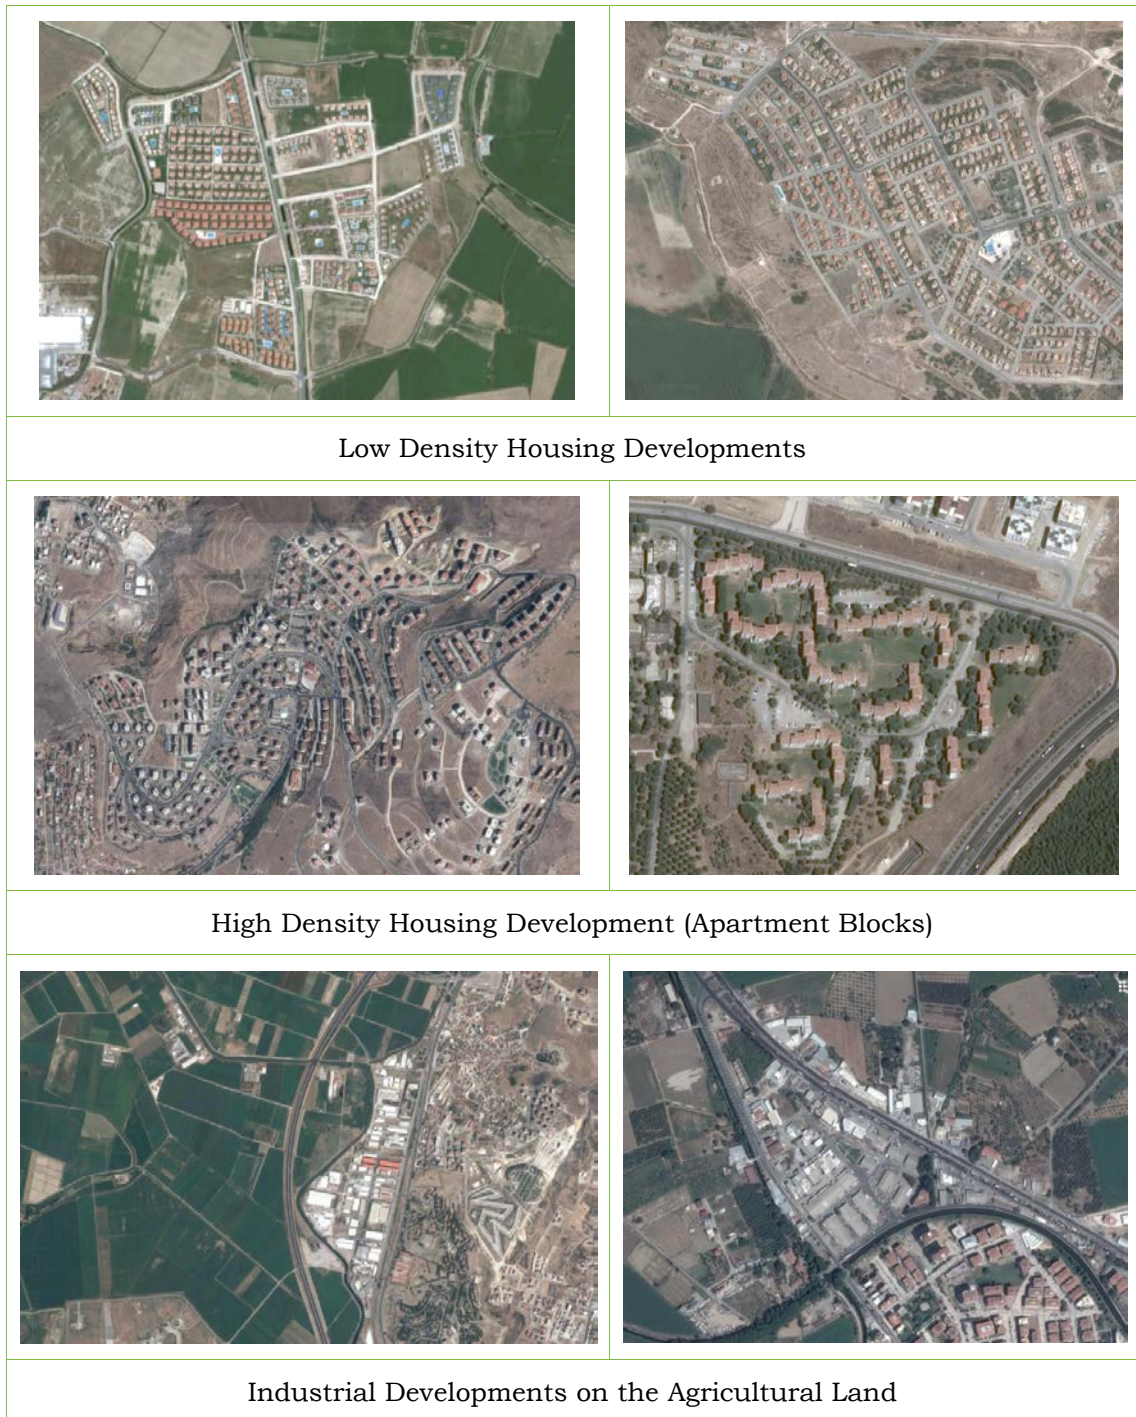 Low Density Housing Developments
High Density Housing Development (Apartment Blocks)
Industrial Developments on the Agricultural Land